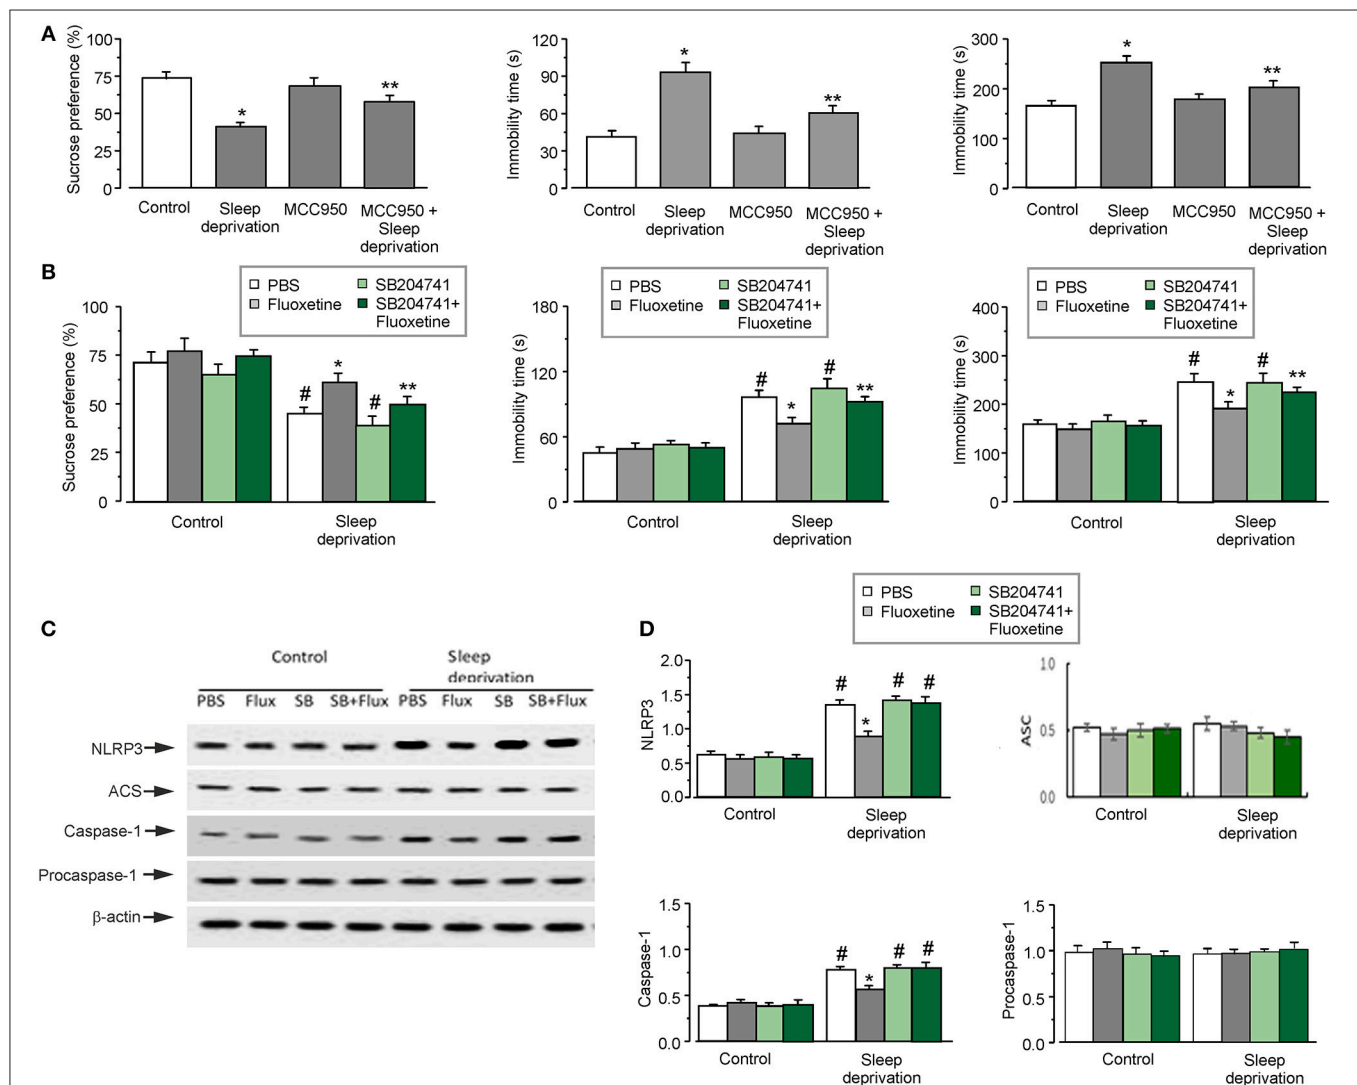 A
Sucrose preference (%)
100
75
50
25
0
*
**
Control
Sleep
deprivation
MCC950
MCC950 +
Sleep
deprivation
Immobility time (s)
120
90
60
30
0
*
**
Control
Sleep
deprivation
MCC950
MCC950 +
Sleep
deprivation
Immobility time (s)
300
200
100
0
*
**
Control
Sleep
deprivation
MCC950
MCC950 +
Sleep
deprivation
B
PBS
Fluoxetine
SB204741
SB204741+
Fluoxetine
Sucrose preference (%)
100
75
50
25
0
#
*
#
**
Control
Sleep
deprivation
PBS
Fluoxetine
SB204741
SB204741+
Fluoxetine
Immobility time (s)
180
120
60
0
#
*
#
**
Control
Sleep
deprivation
PBS
Fluoxetine
SB204741
SB204741+
Fluoxetine
Immobility time (s)
400
300
200
100
0
#
*
#
**
Control
Sleep
deprivation
C
Control
Sleep
deprivation
PBS Flux SB SB+Flux PBS Flux SB SB+Flux
NLRP3
ACS
Caspase-1
Procaspase-1
β-actin
D
PBS
Fluoxetine
SB204741
SB204741+
Fluoxetine
NLRP3
2.0
1.5
1.0
0.5
0.0
#
*
#
#
Control
Sleep
deprivation
ASC
1.0
0.5
0.0
Control
Sleep
deprivation
Caspase-1
1.5
1.0
0.5
0.0
#
*
#
#
Control
Sleep
deprivation
Procaspase-1
1.5
1.0
0.5
0.0
Control
Sleep
deprivation